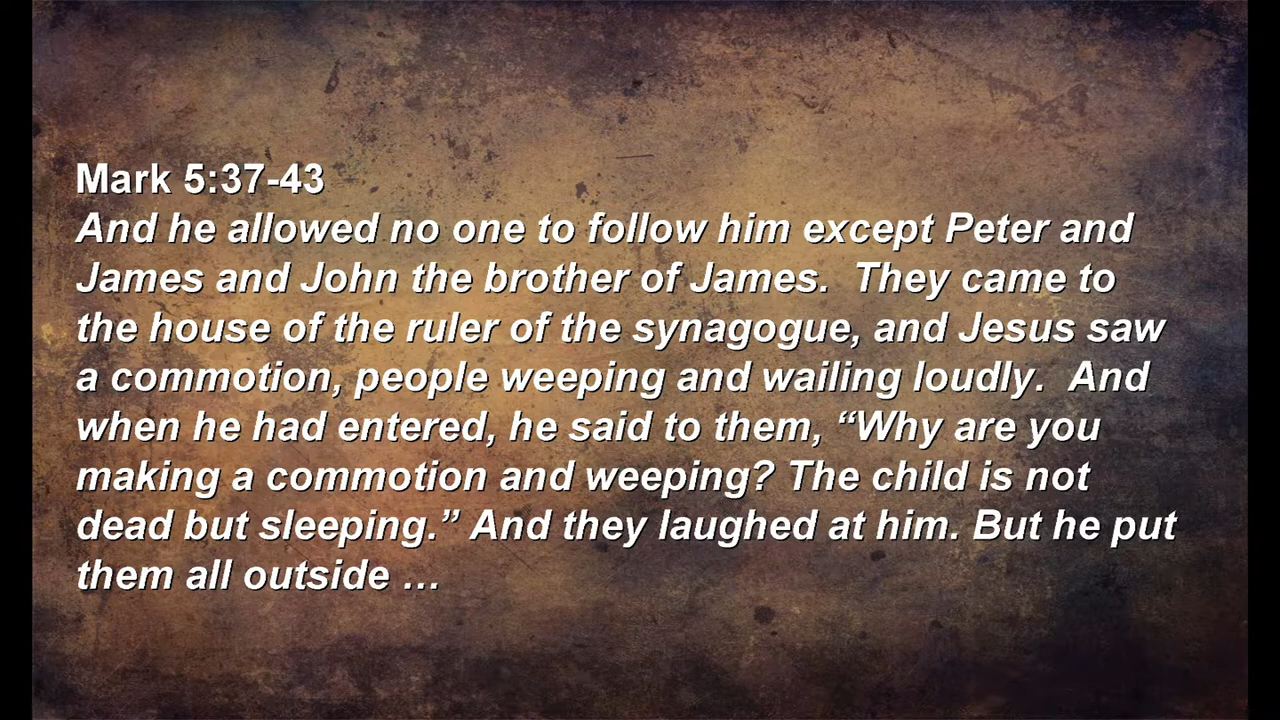 Mark 5:37-43
And he allowed no one to follow him except Peter and
James and John the brother of James.  They came to
the house of the ruler of the synagogue, and Jesus saw
a commotion, people weeping and wailing loudly.  And
when he had entered, he said to them, “Why are you
making a commotion and weeping? The child is not
dead but sleeping.” And they laughed at him. But he put
them all outside …